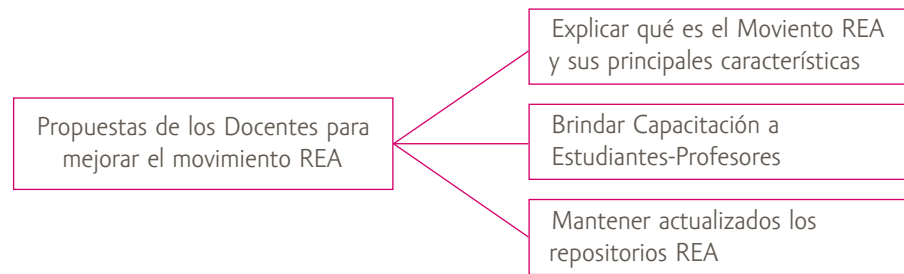 Propuestas de los Docentes para
mejorar el movimiento REA
Explicar qué es el Moviento REA
y sus principales características
Brindar Capacitación a
Estudiantes-Profesores
Mantener actualizados los
repositorios REA